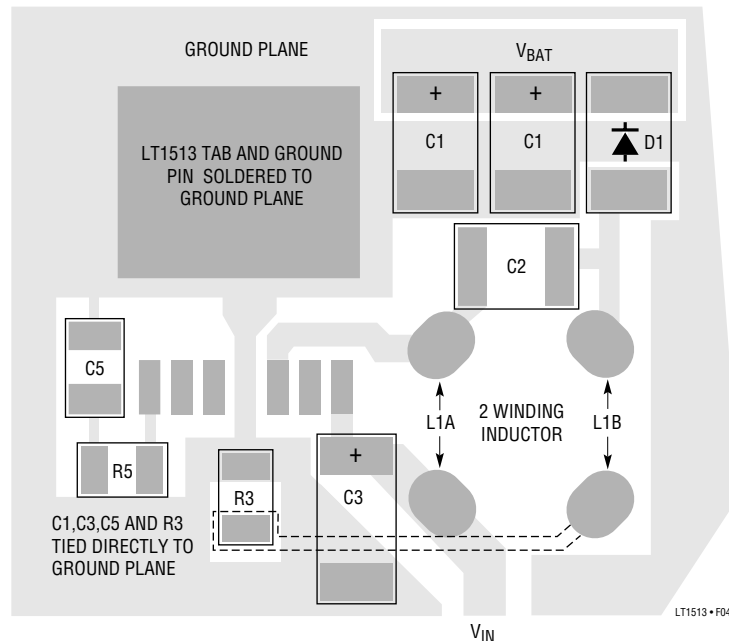 GROUND PLANE
VBAT
+
+
C1
C1
D1
LT1513 TAB AND GROUND
PIN SOLDERED TO
GROUND PLANE
C2
C5
L1A
2 WINDING
INDUCTOR
L1B
R5
+
R3
C3
C1,C3,C5 AND R3
TIED DIRECTLY TO
GROUND PLANE
VIN
LT1513 • F04